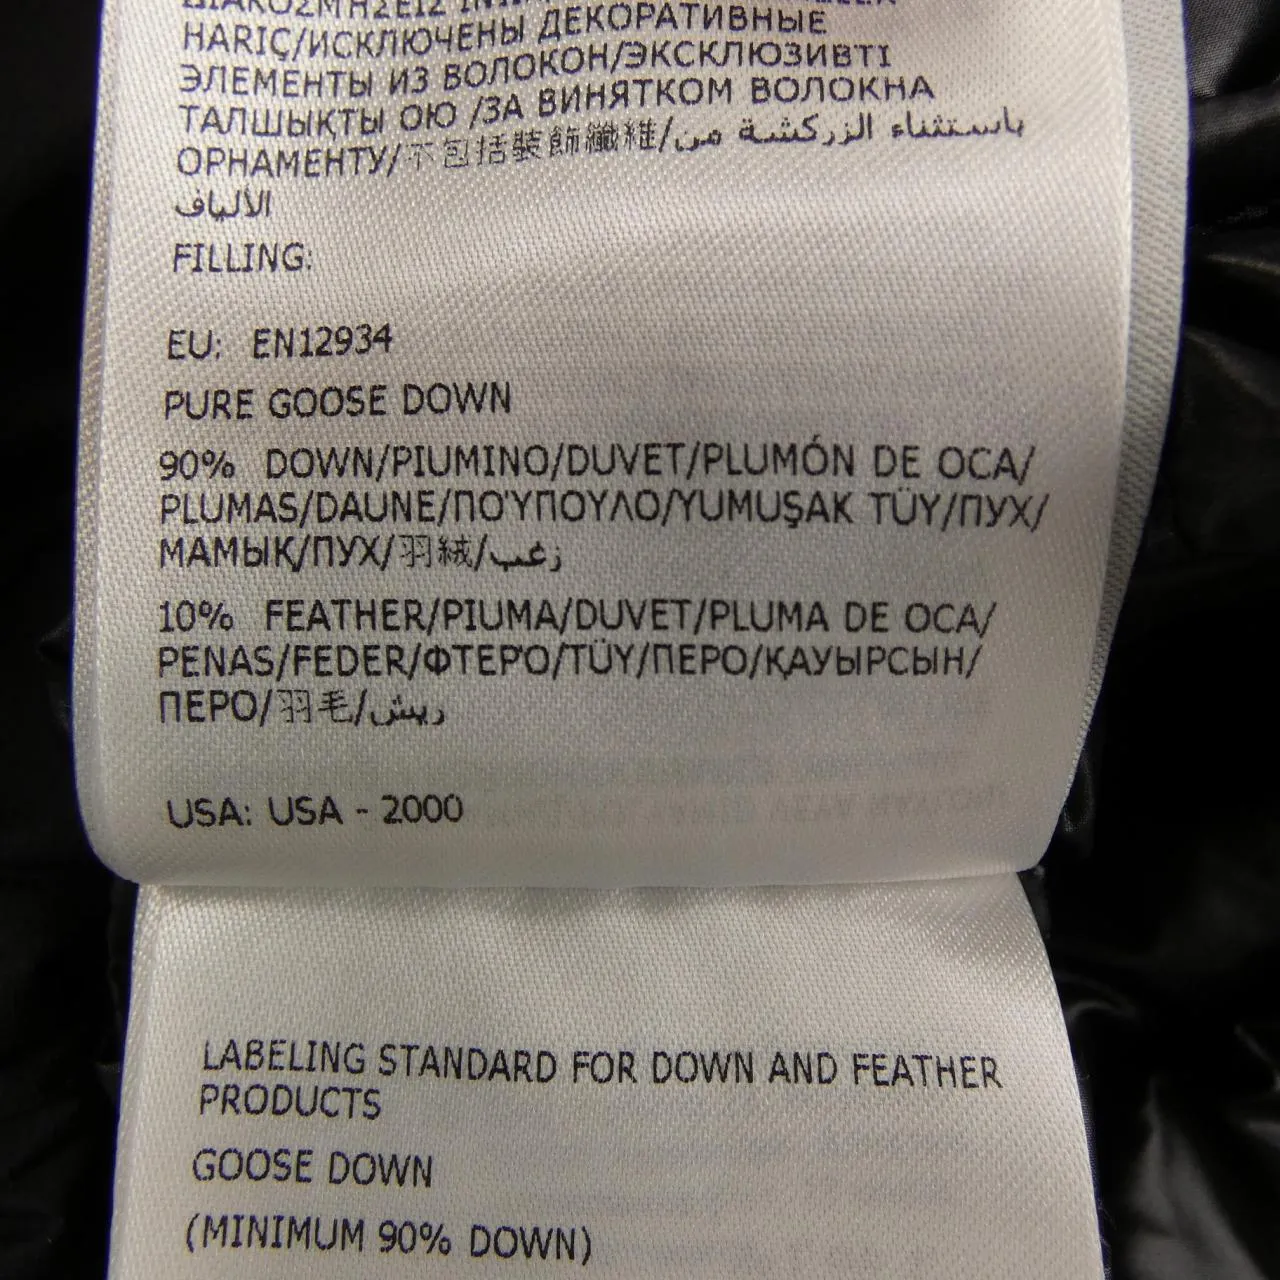 ΔΙΑΚΟΣΜΗΣΕΙΣ
HARIÇ/ИСКЛЮЧЕНЫ ДЕКОРАТИВНЫЕ
ЭЛЕМЕНТЫ ИЗ ВОЛОКОН/ЭКСКЛЮЗИВТІ
ТАЛШЫҚТЫ ОЮ /ЗА ВИНЯТКОМ ВОЛОКНА
ОРНАМЕНТУ/不包括裝飾纖維/باستثناء الزركشة من
الألياف
FILLING:
EU: EN12934
PURE GOOSE DOWN
90% DOWN/PIUMINO/DUVET/PLUMÓN DE OCA/
PLUMAS/DAUNE/ΠΟΎΠΟΥΛΟ/YUMUŞAK TÜY/ПУХ/
МАМЫҚ/ПУХ/羽絨/زغب
10% FEATHER/PIUMA/DUVET/PLUMA DE OCA/
PENAS/FEDER/ΦΤΕΡΌ/TÜY/ПЕРО/ҚАУЫРСЫН/
ПЕРО/羽毛/ريش
USA: USA - 2000
LABELING STANDARD FOR DOWN AND FEATHER
PRODUCTS
GOOSE DOWN
(MINIMUM 90% DOWN)